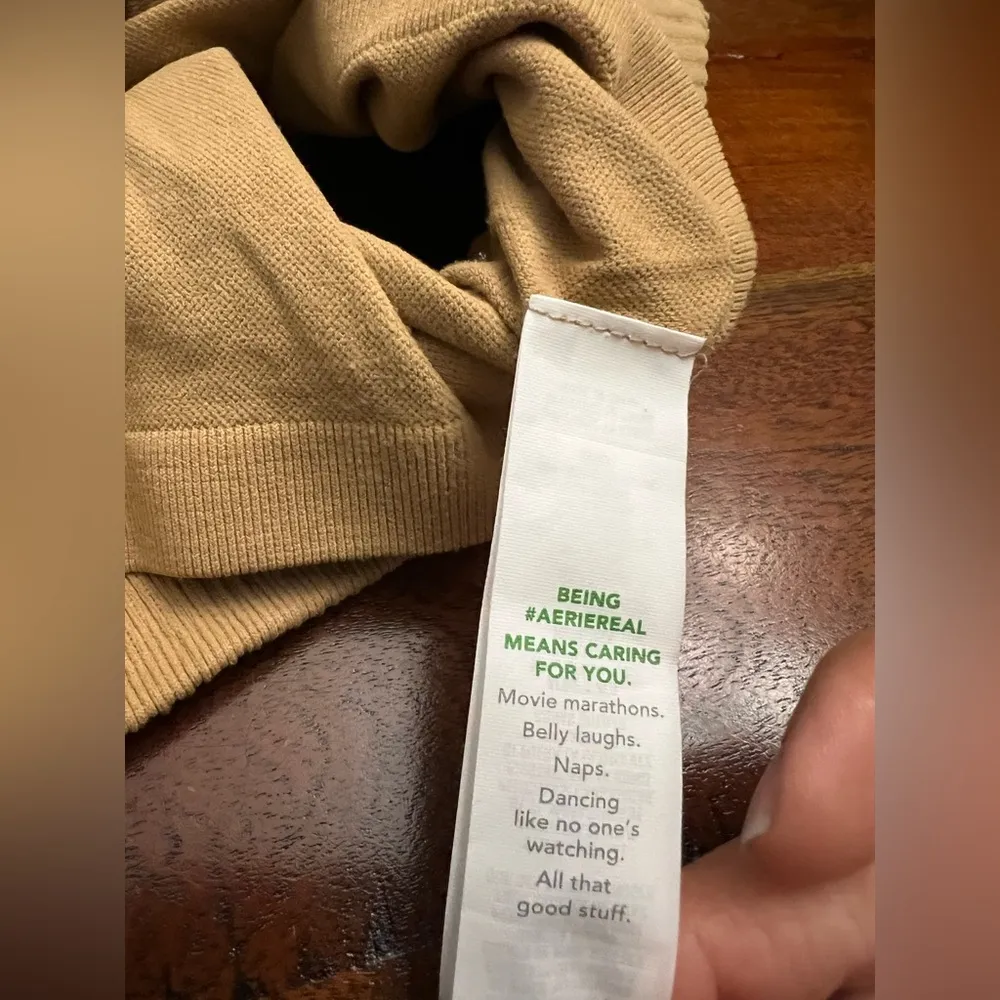 BEING
#AERIEREAL
MEANS CARING
FOR YOU.
Movie marathons.
Belly laughs.
Naps.
Dancing
like no one's
watching.
All that
good stuff.